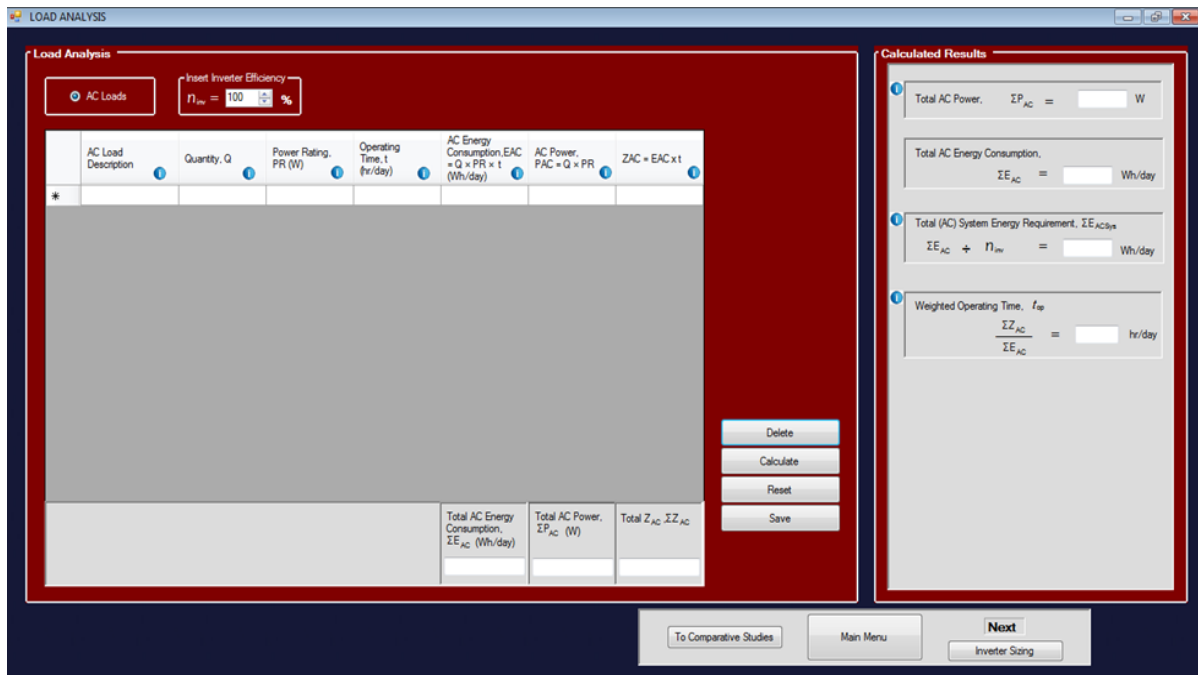 LOAD ANALYSIS
Load Analysis
AC Loads
Insert Inverter Efficiency
n_inv = 100 %
AC Load
Description
Quantity, Q
Power Rating,
PR (W)
Operating
Time, t
(hr/day)
AC Energy
Consumption,EAC
= Q × PR × t
(Wh/day)
AC Power,
PAC = Q × PR
ZAC = EAC x t
Total AC Energy
Consumption,
ΣE_AC (Wh/day)
Total AC Power,
ΣP_AC (W)
Total Z_AC ,ΣZ_AC
Delete
Calculate
Reset
Save
Calculated Results
Total AC Power, ΣP_AC = W
Total AC Energy Consumption,
ΣE_AC = Wh/day
Total (AC) System Energy Requirement, ΣE_ACSys
ΣE_AC ÷ n_inv = Wh/day
Weighted Operating Time, t_op
ΣZ_AC
= hr/day
ΣE_AC
To Comparative Studies
Main Menu
Next
Inverter Sizing